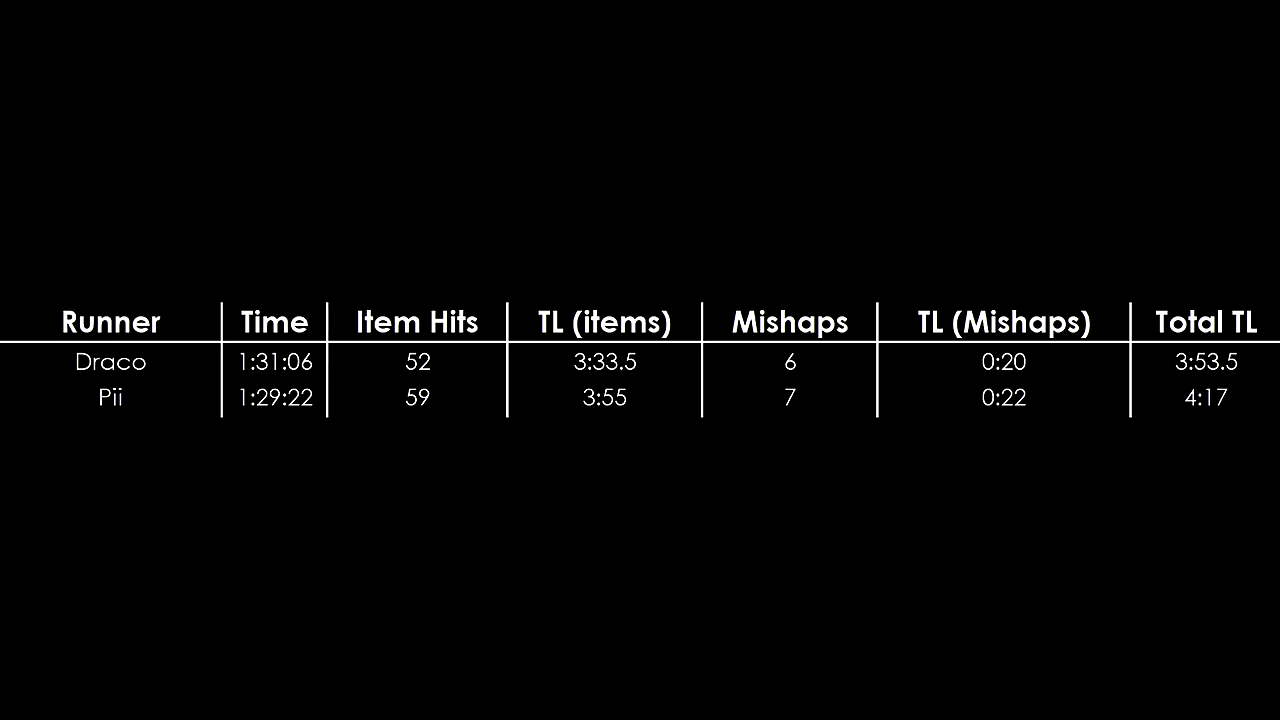 Runner Time Item Hits TL (items) Mishaps TL (Mishaps) Total TL
Draco 1:31:06 52 3:33.5 6 0:20 3:53.5
Pii 1:29:22 59 3:55 7 0:22 4:17